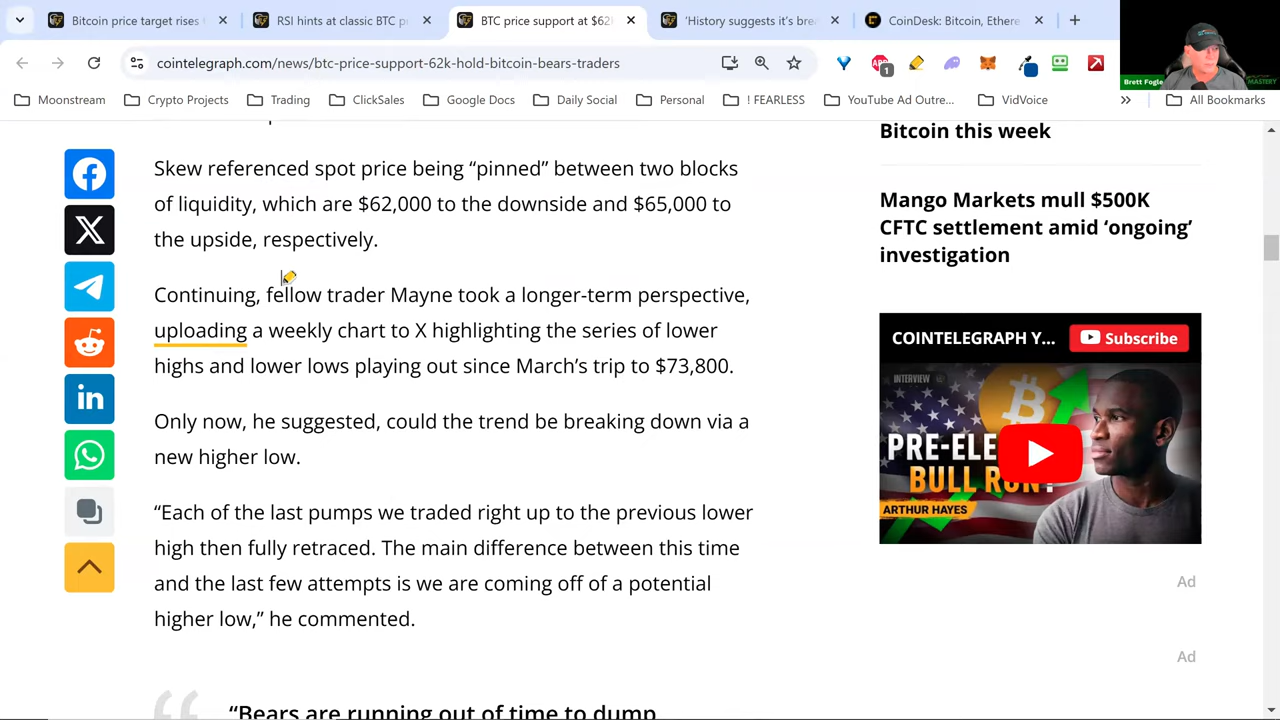 Bitcoin price target rises
RSI hints at classic BTC p
BTC price support at $62
'History suggests it's brea
CoinDesk: Bitcoin, Ethere
cointelegraph.com/news/btc-price-support-62k-hold-bitcoin-bears-traders
1
Brett Fogle
MASTERY
Moonstream
Crypto Projects
Trading
ClickSales
Google Docs
Daily Social
Personal
! FEARLESS
YouTube Ad Outre...
VidVoice
All Bookmarks
Skew referenced spot price being “pinned” between two blocks
of liquidity, which are $62,000 to the downside and $65,000 to
the upside, respectively.
Continuing, fellow trader Mayne took a longer-term perspective,
uploading a weekly chart to X highlighting the series of lower
highs and lower lows playing out since March’s trip to $73,800.
Only now, he suggested, could the trend be breaking down via a
new higher low.
“Each of the last pumps we traded right up to the previous lower
high then fully retraced. The main difference between this time
and the last few attempts is we are coming off of a potential
higher low,” he commented.
“Bears are running out of time to dump
Bitcoin this week
Mango Markets mull $500K
CFTC settlement amid ‘ongoing’
investigation
COINTELEGRAPH Y...
Subscribe
INTERVIEW
PRE-ELE
BULL RUN?
ARTHUR HAYES
Ad
Ad